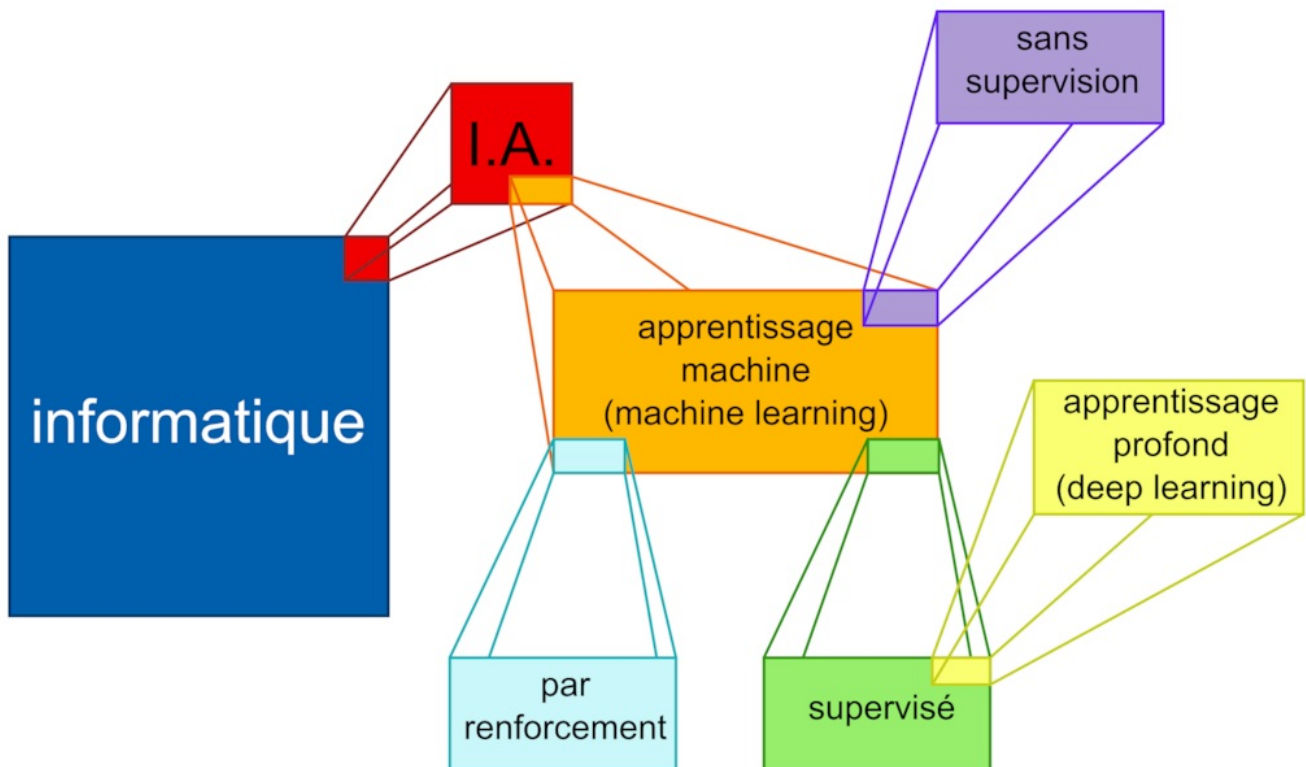 sans
supervision
I.A.
informatique
apprentissage
machine
(machine learning)
apprentissage
profond
(deep learning)
par
renforcement
supervisé